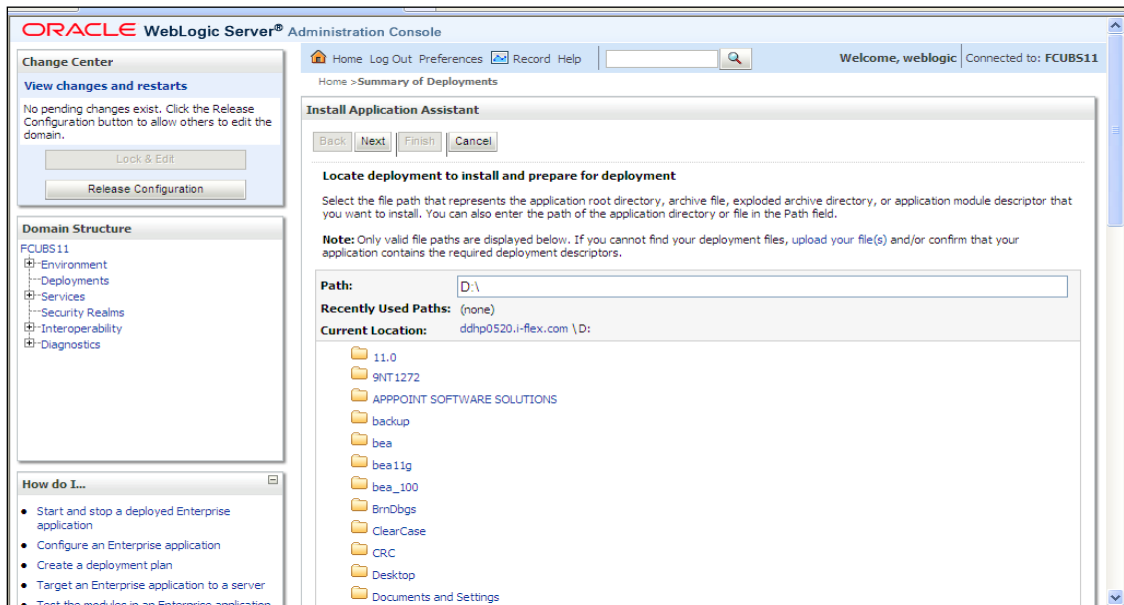 ORACLE WebLogic Server® Administration Console
Change Center
View changes and restarts
No pending changes exist. Click the Release
Configuration button to allow others to edit the
domain.
Lock & Edit
Release Configuration
Domain Structure
FCUBS11
Environment
Deployments
Services
Security Realms
Interoperability
Diagnostics
How do I...
Start and stop a deployed Enterprise
application
Configure an Enterprise application
Create a deployment plan
Target an Enterprise application to a server
Test the modules in an Enterprise application
Home Log Out Preferences Record Help
Welcome, weblogic Connected to: FCUBS11
Home >Summary of Deployments
Install Application Assistant
Back Next Finish Cancel
Locate deployment to install and prepare for deployment
Select the file path that represents the application root directory, archive file, exploded archive directory, or application module descriptor that
you want to install. You can also enter the path of the application directory or file in the Path field.
Note: Only valid file paths are displayed below. If you cannot find your deployment files, upload your file(s) and/or confirm that your
application contains the required deployment descriptors.
Path: D:\
Recently Used Paths: (none)
Current Location: ddhp0520.i-flex.com \D:
11.0
9NT1272
APPPOINT SOFTWARE SOLUTIONS
backup
bea
bea11g
bea_100
BrnDbgs
ClearCase
CRC
Desktop
Documents and Settings